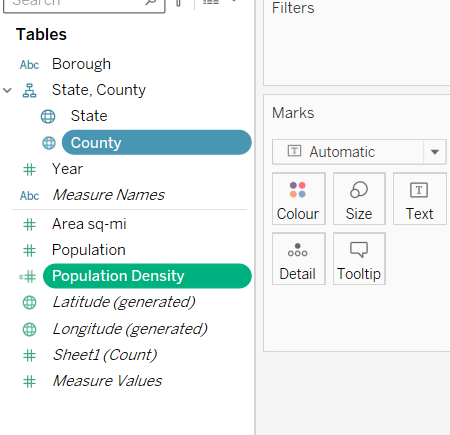 Search
Tables
Abc Borough
State, County
State
County
Year
Abc Measure Names
Area sq-mi
Population
Population Density
Latitude (generated)
Longitude (generated)
Sheet1 (Count)
Measure Values
Filters
Marks
T Automatic
Colour Size T Text
Detail Tooltip